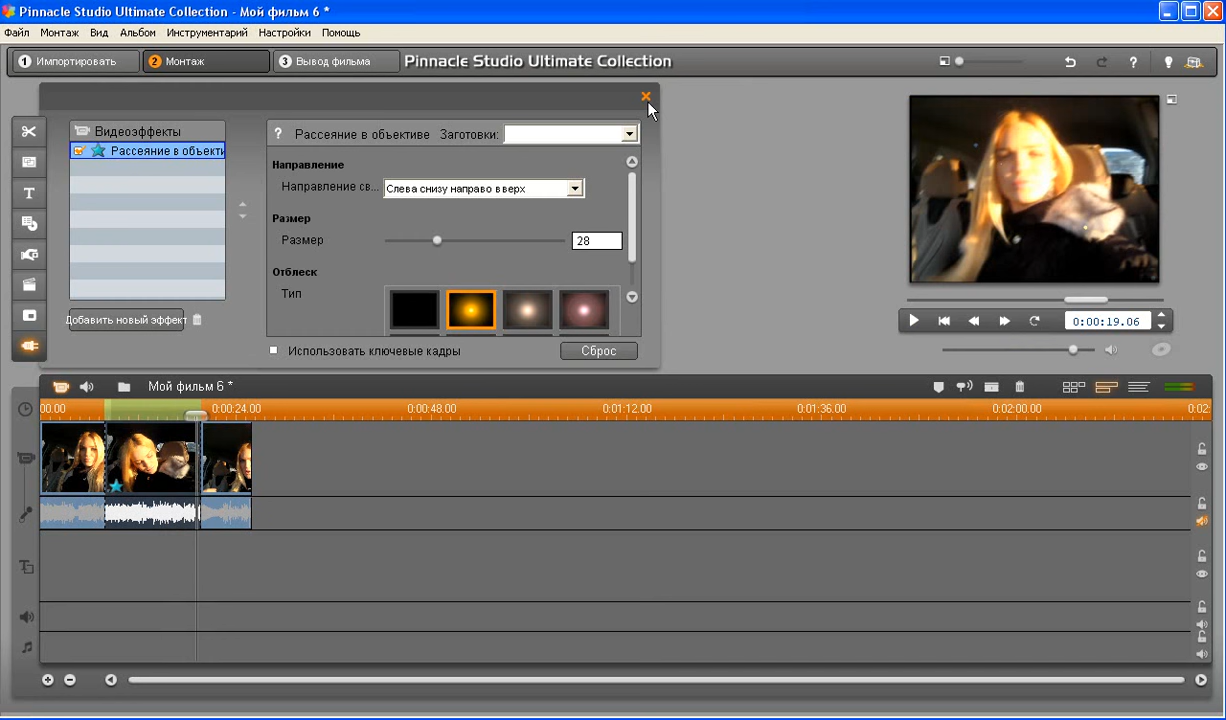 Pinnacle Studio Ultimate Collection - Мой фильм 6 *
Файл Монтаж Вид Альбом Инструментарий Настройки Помощь
1 Импортировать 2 Монтаж 3 Вывод фильма Pinnacle Studio Ultimate Collection
Видеоэффекты
Рассеяние в объекти
Добавить новый эффект
? Рассеяние в объективе Заготовки:
Направление
Направление св... Слева снизу направо вверх
Размер
Размер 28
Отблеск
Тип
Использовать ключевые кадры Сброс
0:00:19.06
Мой фильм 6 *
00.00 0:00:24.00 0:00:48.00 0:01:12.00 0:01:36.00 0:02:00.00 0:02: